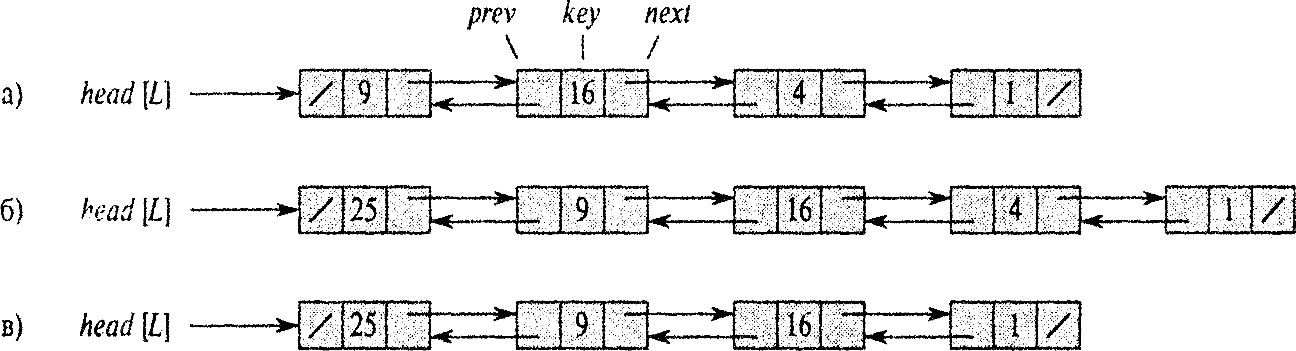 prev key next
а) head [L] / 9 16 4 1 /
б) head [L] / 25 9 16 4 1 /
в) head [L] / 25 9 16 1 /